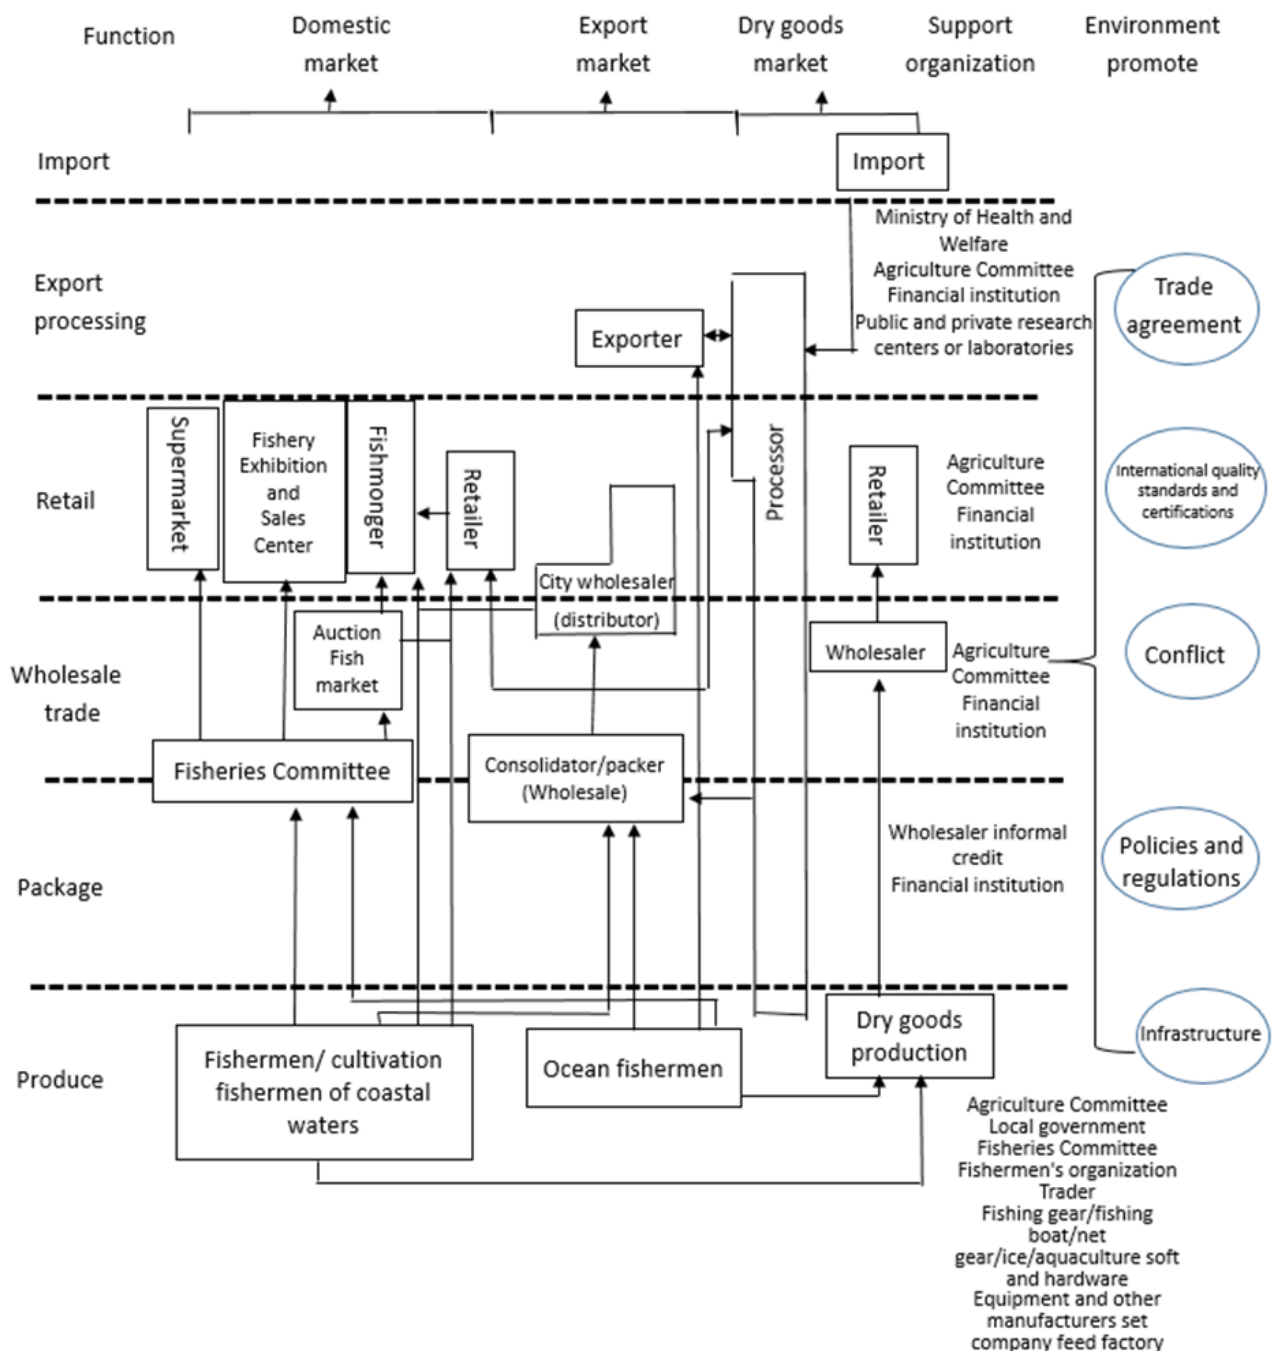 Function
Domestic
market
Export
market
Dry goods
market
Support
organization
Environment
promote
Import
Import
Ministry of Health and
Welfare
Agriculture Committee
Financial institution
Public and private research
centers or laboratories
Export
processing
Exporter
Trade
agreement
Retail
Supermarket
Fishery
Exhibition
and
Sales
Center
Fishmonger
Retailer
Processor
Retailer
Agriculture
Committee
Financial
institution
International quality
standards and
certifications
City wholesaler
(distributor)
Wholesale
trade
Auction
Fish
market
Wholesaler
Agriculture
Committee
Financial
institution
Conflict
Fisheries Committee
Consolidator/packer
(Wholesale)
Package
Wholesaler informal
credit
Financial institution
Policies and
regulations
Produce
Fishermen/ cultivation
fishermen of coastal
waters
Ocean fishermen
Dry goods
production
Infrastructure
Agriculture Committee
Local government
Fisheries Committee
Fishermen's organization
Trader
Fishing gear/fishing
boat/net
gear/ice/aquaculture soft
and hardware
Equipment and other
manufacturers set
company feed factory